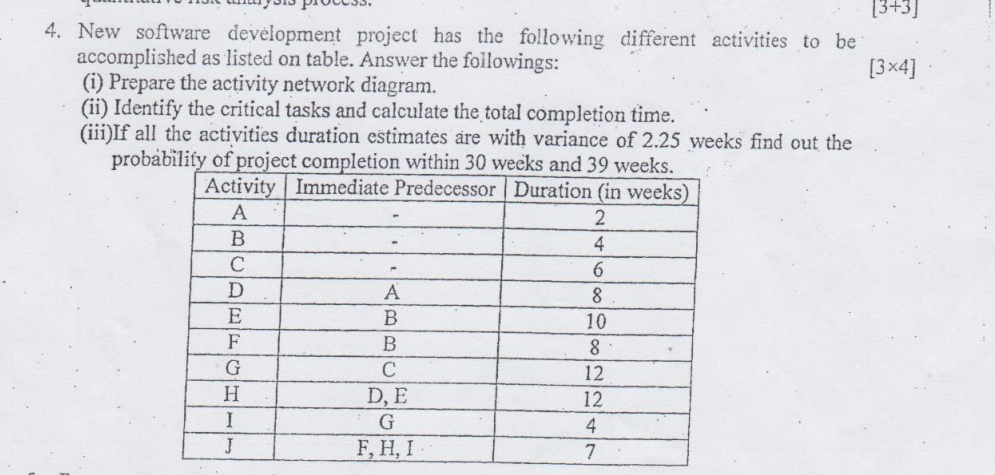 [3+3]
4. New software development project has the following different activities to be
accomplished as listed on table. Answer the followings:
[3×4]
(i) Prepare the activity network diagram.
(ii) Identify the critical tasks and calculate the total completion time.
(iii)If all the activities duration estimates are with variance of 2.25 weeks find out the
probability of project completion within 30 weeks and 39 weeks.
Activity Immediate Predecessor Duration (in weeks)
A - 2
B - 4
C - 6
D A 8
E B 10
F B 8
G C 12
H D, E 12
I G 4
J F, H, I 7